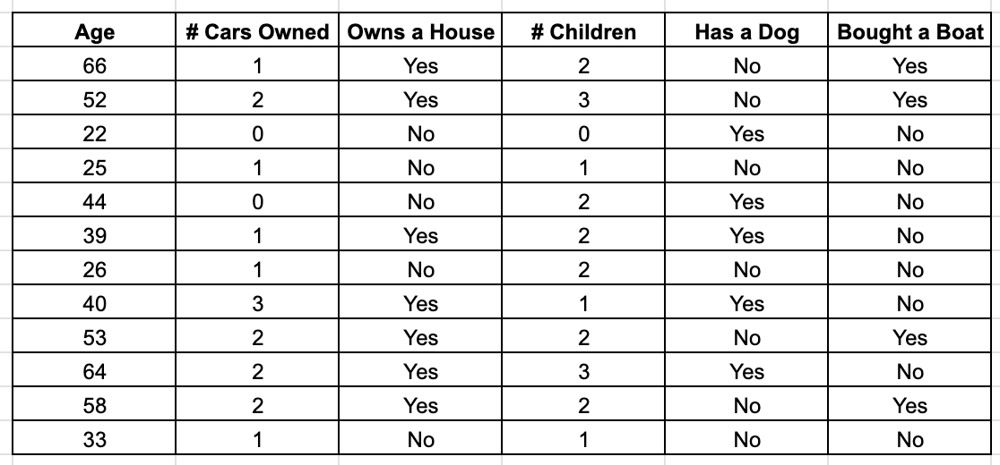 Age # Cars Owned Owns a House # Children Has a Dog Bought a Boat
66 1 Yes 2 No Yes
52 2 Yes 3 No Yes
22 0 No 0 Yes No
25 1 No 1 No No
44 0 No 2 Yes No
39 1 Yes 2 Yes No
26 1 No 2 No No
40 3 Yes 1 Yes No
53 2 Yes 2 No Yes
64 2 Yes 3 Yes No
58 2 Yes 2 No Yes
33 1 No 1 No No